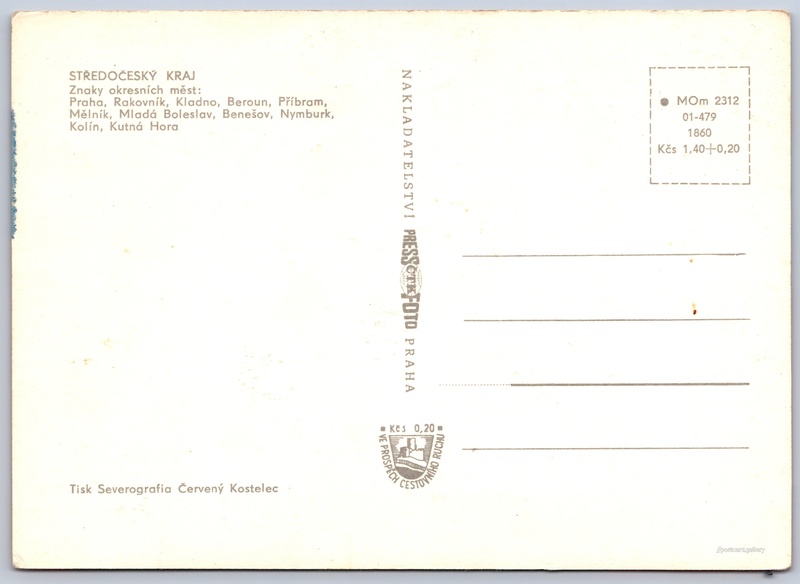 STŘEDOČESKÝ KRAJ
Znaky okresních měst:
Praha, Rakovník, Kladno, Beroun, Příbram,
Mělník, Mladá Boleslav, Benešov, Nymburk,
Kolín, Kutná Hora
Tisk Severografia Červený Kostelec
NAKLADATELSTVÍ PRESS ČTK FOTO PRAHA
Kčs 0,20
VE PROSPĚCH CESTOVNÍHO RUCHU
MOm 2312
01-479
1860
Kčs 1,40+0,20